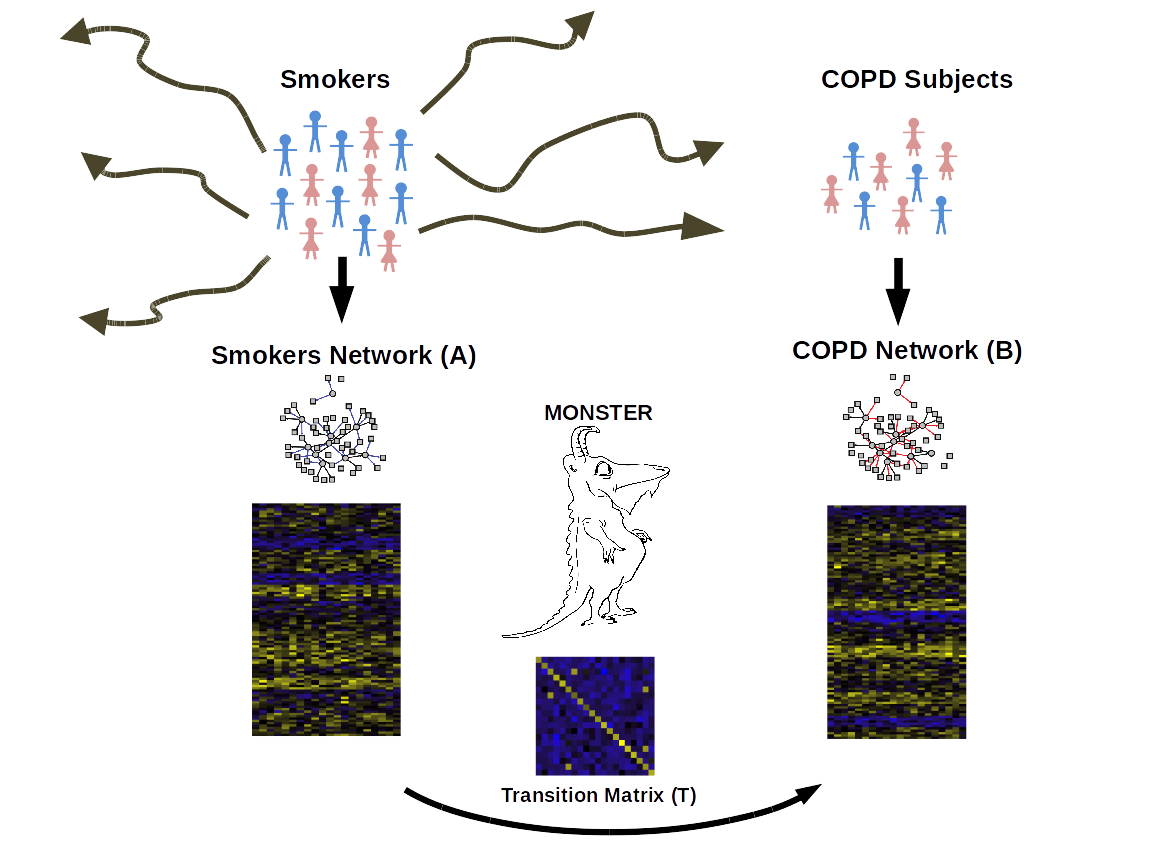 Smokers
COPD Subjects
Smokers Network (A)
COPD Network (B)
MONSTER
Transition Matrix (T)